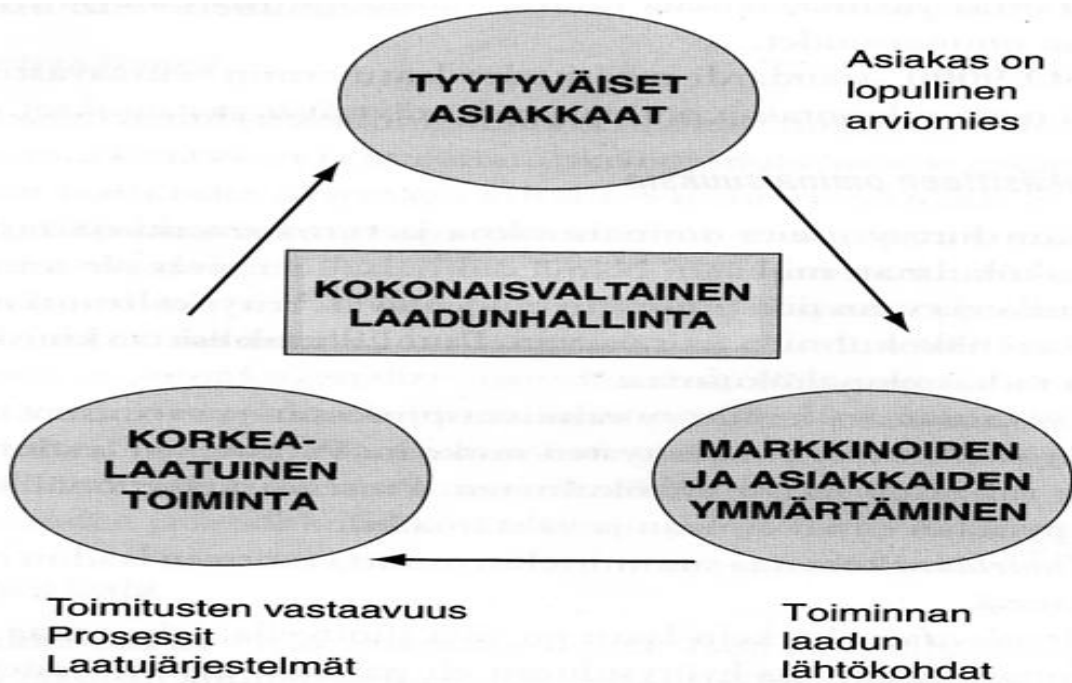 TYYTYVÄISET
ASIAKKAAT
Asiakas on
lopullinen
arviomies
KOKONAISVALTAINEN
LAADUNHALLINTA
KORKEA-
LAATUINEN
TOIMINTA
MARKKINOIDEN
JA ASIAKKAIDEN
YMMÄRTÄMINEN
Toimitusten vastaavuus
Prosessit
Laatujärjestelmät
Toiminnan
laadun
lähtökohdat